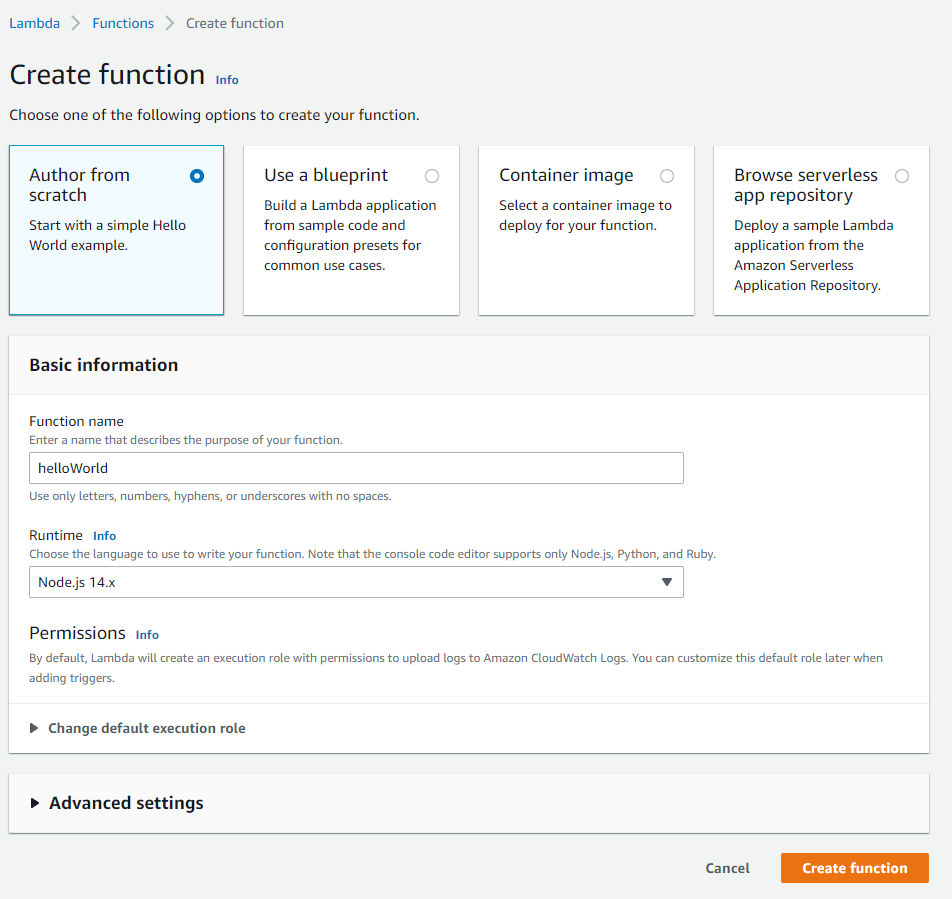 Lambda > Functions > Create function
Create function Info
Choose one of the following options to create your function.
Author from
scratch
Start with a simple Hello
World example.
Use a blueprint
Build a Lambda application
from sample code and
configuration presets for
common use cases.
Container image
Select a container image to
deploy for your function.
Browse serverless
app repository
Deploy a sample Lambda
application from the
Amazon Serverless
Application Repository.
Basic information
Function name
Enter a name that describes the purpose of your function.
helloWorld
Use only letters, numbers, hyphens, or underscores with no spaces.
Runtime Info
Choose the language to use to write your function. Note that the console code editor supports only Node.js, Python, and Ruby.
Node.js 14.x
Permissions Info
By default, Lambda will create an execution role with permissions to upload logs to Amazon CloudWatch Logs. You can customize this default role later when
adding triggers.
Change default execution role
Advanced settings
Cancel Create function